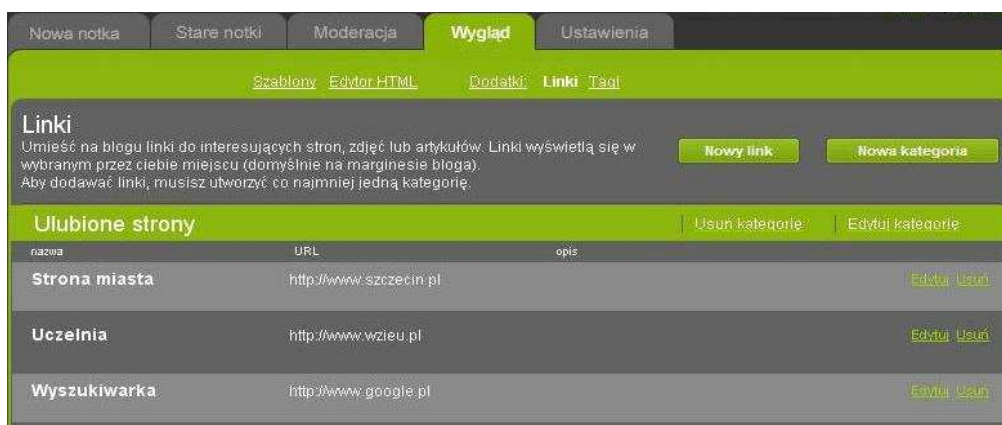 Nowa notka Stare notki Moderacja Wygląd Ustawienia
Szablony Edytor HTML Dodatki: Linki Tagi
Linki
Umieść na blogu linki do interesujących stron, zdjęć lub artykułów. Linki wyświetlą się w
wybranym przez ciebie miejscu (domyślnie na marginesie bloga).
Aby dodawać linki, musisz utworzyć co najmniej jedną kategorię.
Nowy link Nowa kategoria
Ulubione strony Usuń kategorię Edytuj kategorię
nazwa URL opis
Strona miasta http://www.szczecin.pl Edytuj Usuń
Uczelnia http://www.wzieu.pl Edytuj Usuń
Wyszukiwarka http://www.google.pl Edytuj Usuń